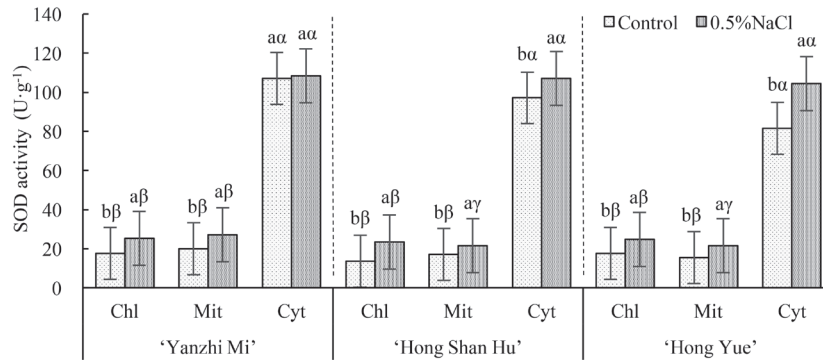 SOD activity (U·g⁻¹)
140
120
100
80
60
40
20
0
Control 0.5%NaCl
bβ aβ bβ aβ aα aα
bβ aβ bβ aγ bα aα
bβ aβ bβ aγ bα aα
Chl Mit Cyt Chl Mit Cyt Chl Mit Cyt
‘Yanzhi Mi’ ‘Hong Shan Hu’ ‘Hong Yue’